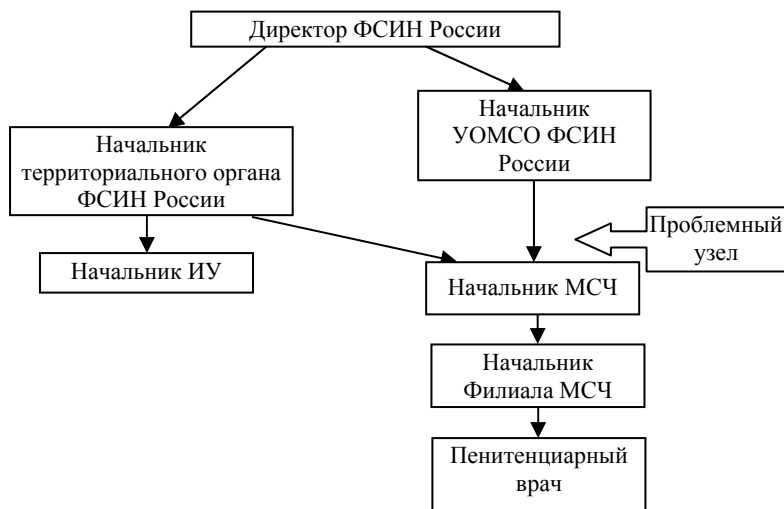 Директор ФСИН России
Начальник
УОМСО ФСИН
России
Начальник
территориального органа
ФСИН России
Проблемный
узел
Начальник ИУ
Начальник МСЧ
Начальник
Филиала МСЧ
Пенитенциарный
врач